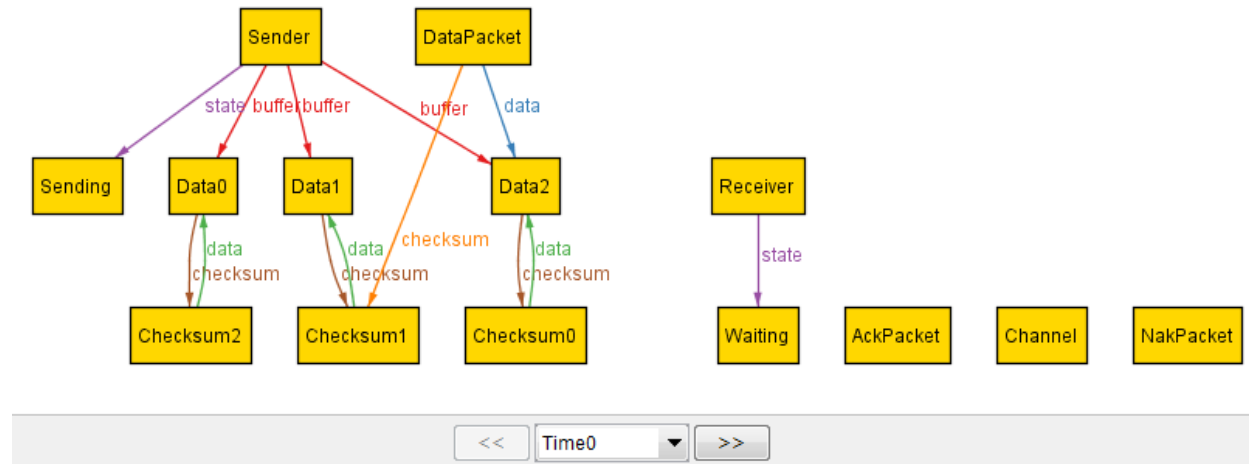 Sender DataPacket
state buffer buffer buffer data
Sending Data0 Data1 Data2 Receiver
checksum
data data data state
checksum checksum checksum
Checksum2 Checksum1 Checksum0 Waiting AckPacket Channel NakPacket
<< Time0 >>